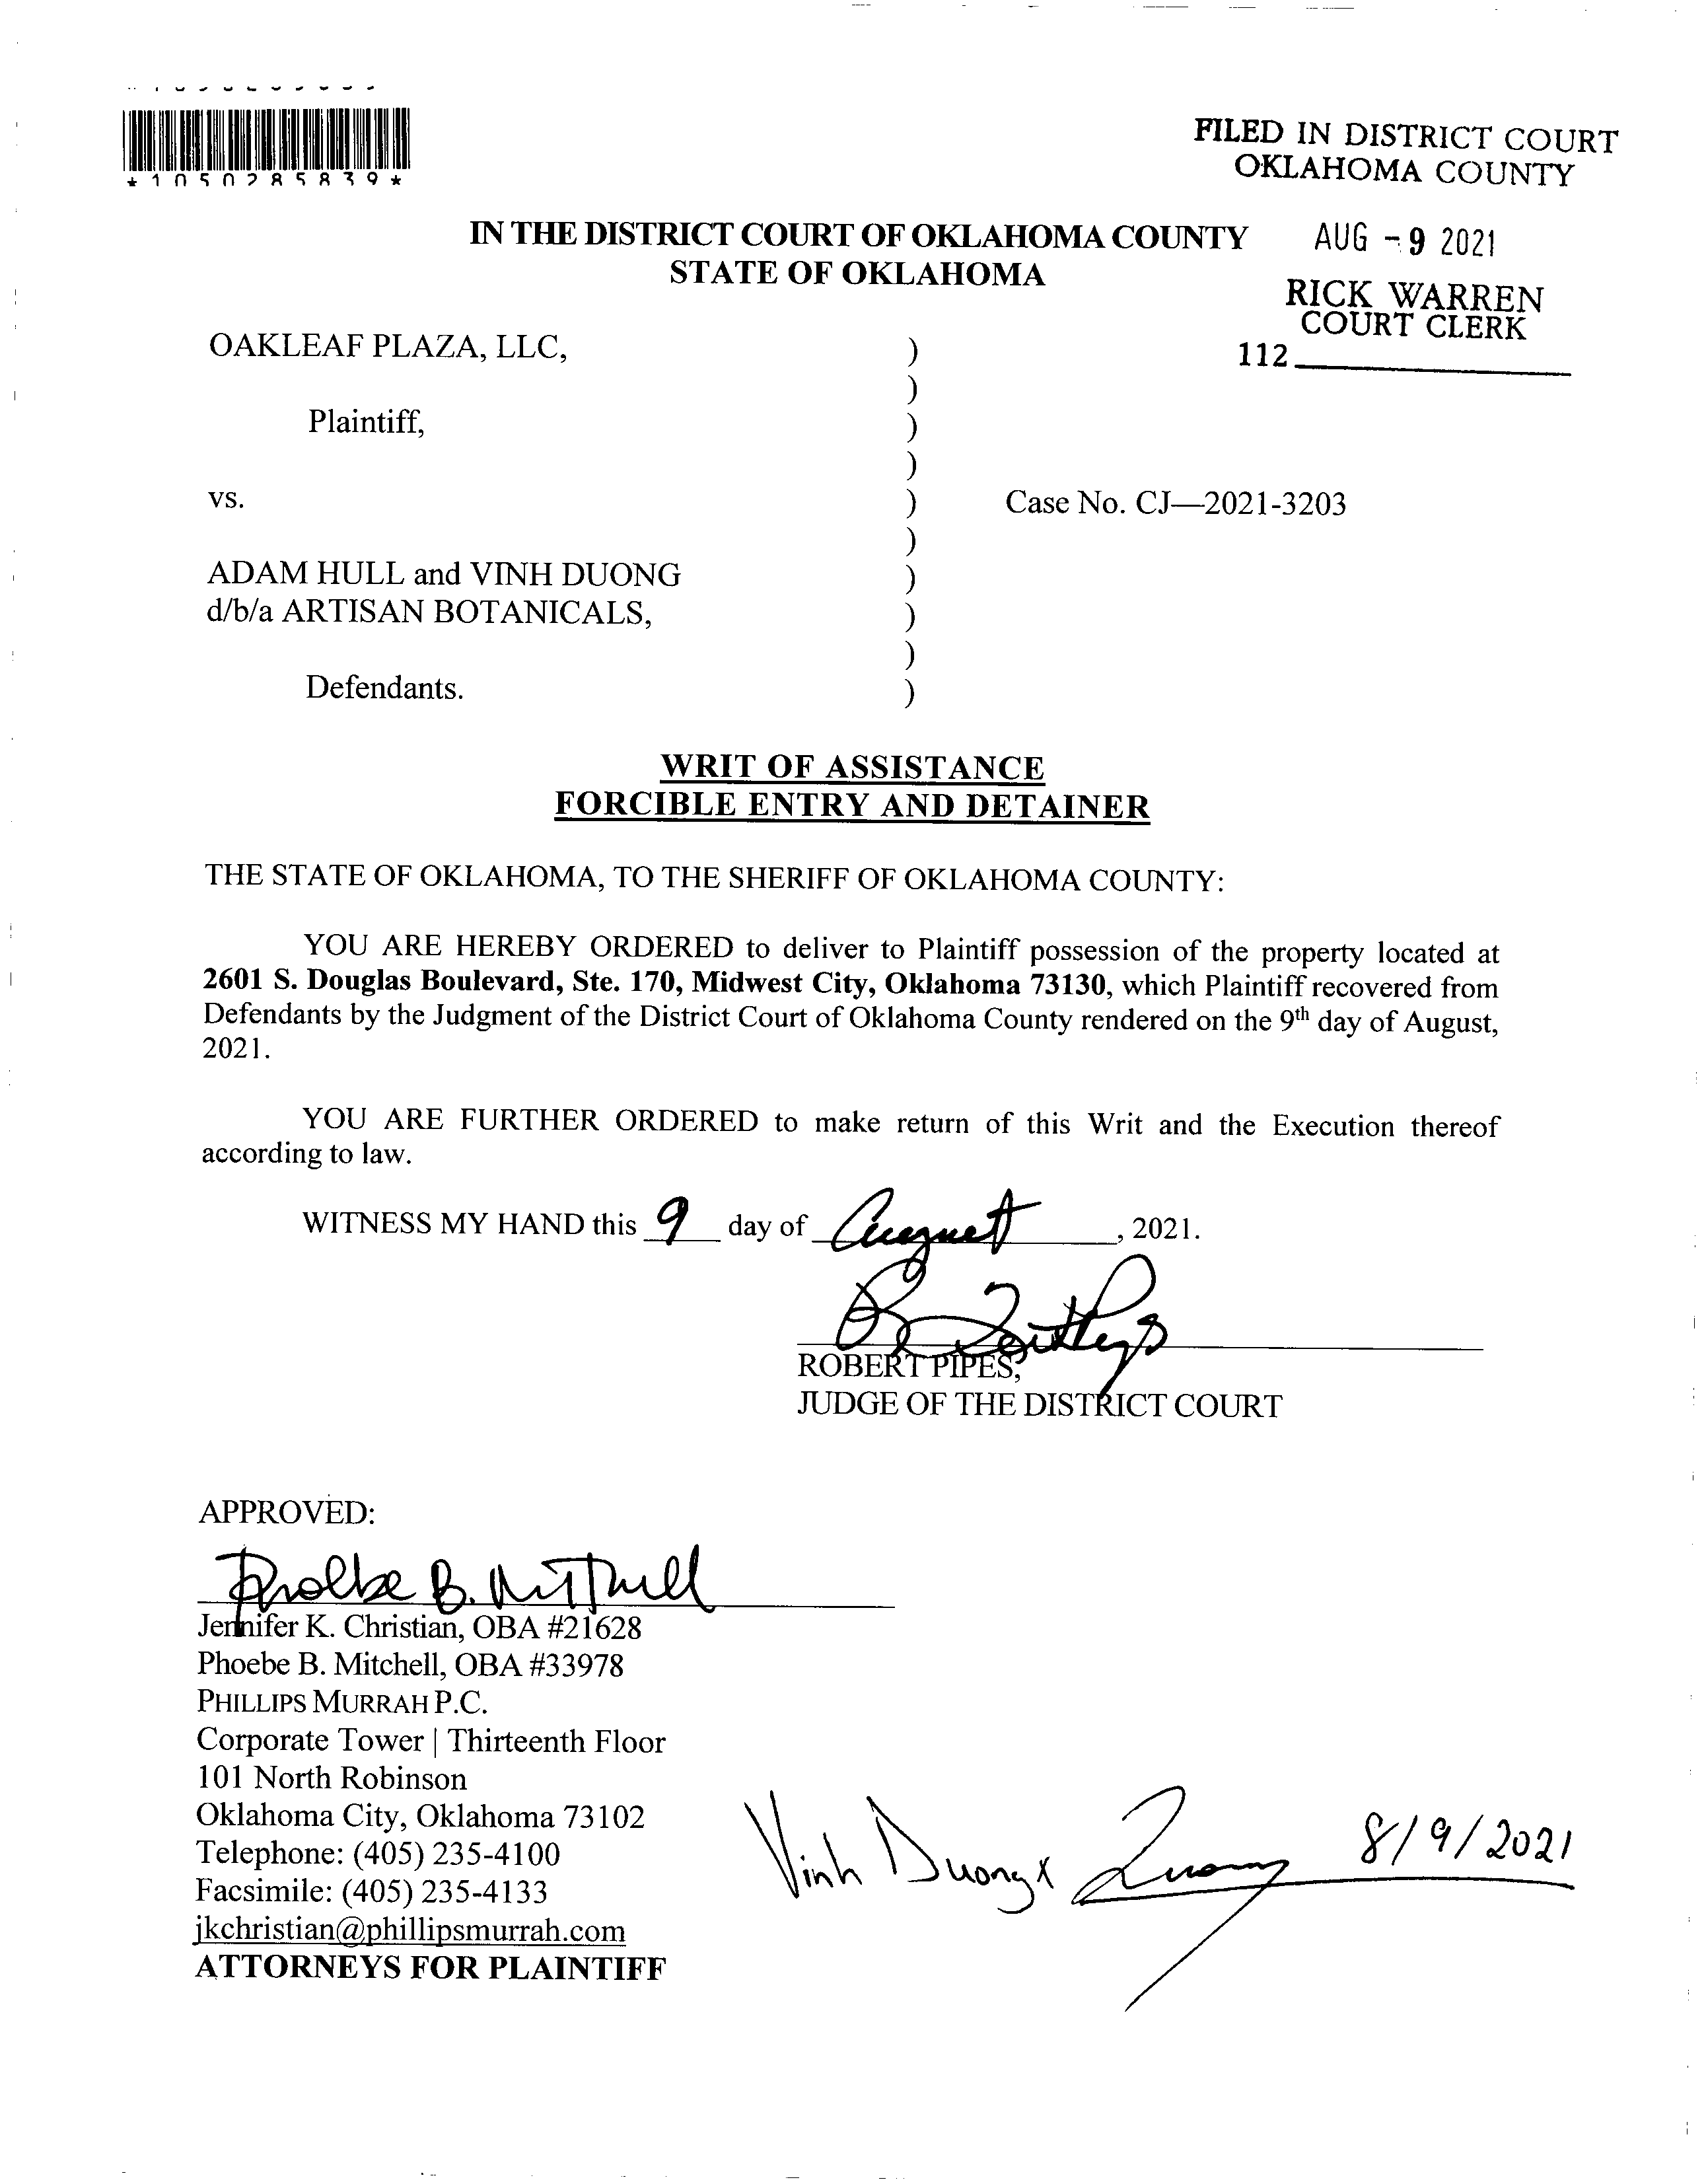 *1050285839*
FILED IN DISTRICT COURT
OKLAHOMA COUNTY
IN THE DISTRICT COURT OF OKLAHOMA COUNTY
STATE OF OKLAHOMA
AUG - 9 2021
RICK WARREN
COURT CLERK
112
OAKLEAF PLAZA, LLC,
)
)
Plaintiff,
)
)
vs.
)
Case No. CJ—2021-3203
)
ADAM HULL and VINH DUONG
)
d/b/a ARTISAN BOTANICALS,
)
)
Defendants.
)
WRIT OF ASSISTANCE
FORCIBLE ENTRY AND DETAINER
THE STATE OF OKLAHOMA, TO THE SHERIFF OF OKLAHOMA COUNTY:
YOU ARE HEREBY ORDERED to deliver to Plaintiff possession of the property located at
2601 S. Douglas Boulevard, Ste. 170, Midwest City, Oklahoma 73130, which Plaintiff recovered from
Defendants by the Judgment of the District Court of Oklahoma County rendered on the 9th day of August,
2021.
YOU ARE FURTHER ORDERED to make return of this Writ and the Execution thereof
according to law.
WITNESS MY HAND this 9 day of August, 2021.
ROBERT PIPES,
JUDGE OF THE DISTRICT COURT
APPROVED:
Phoebe B. Mitchell
Jennifer K. Christian, OBA #21628
Phoebe B. Mitchell, OBA #33978
PHILLIPS MURRAH P.C.
Corporate Tower | Thirteenth Floor
101 North Robinson
Oklahoma City, Oklahoma 73102
Telephone: (405) 235-4100
Facsimile: (405) 235-4133
jkchristian@phillipsmurrah.com
ATTORNEYS FOR PLAINTIFF
Vinh Duong x 8/9/2021